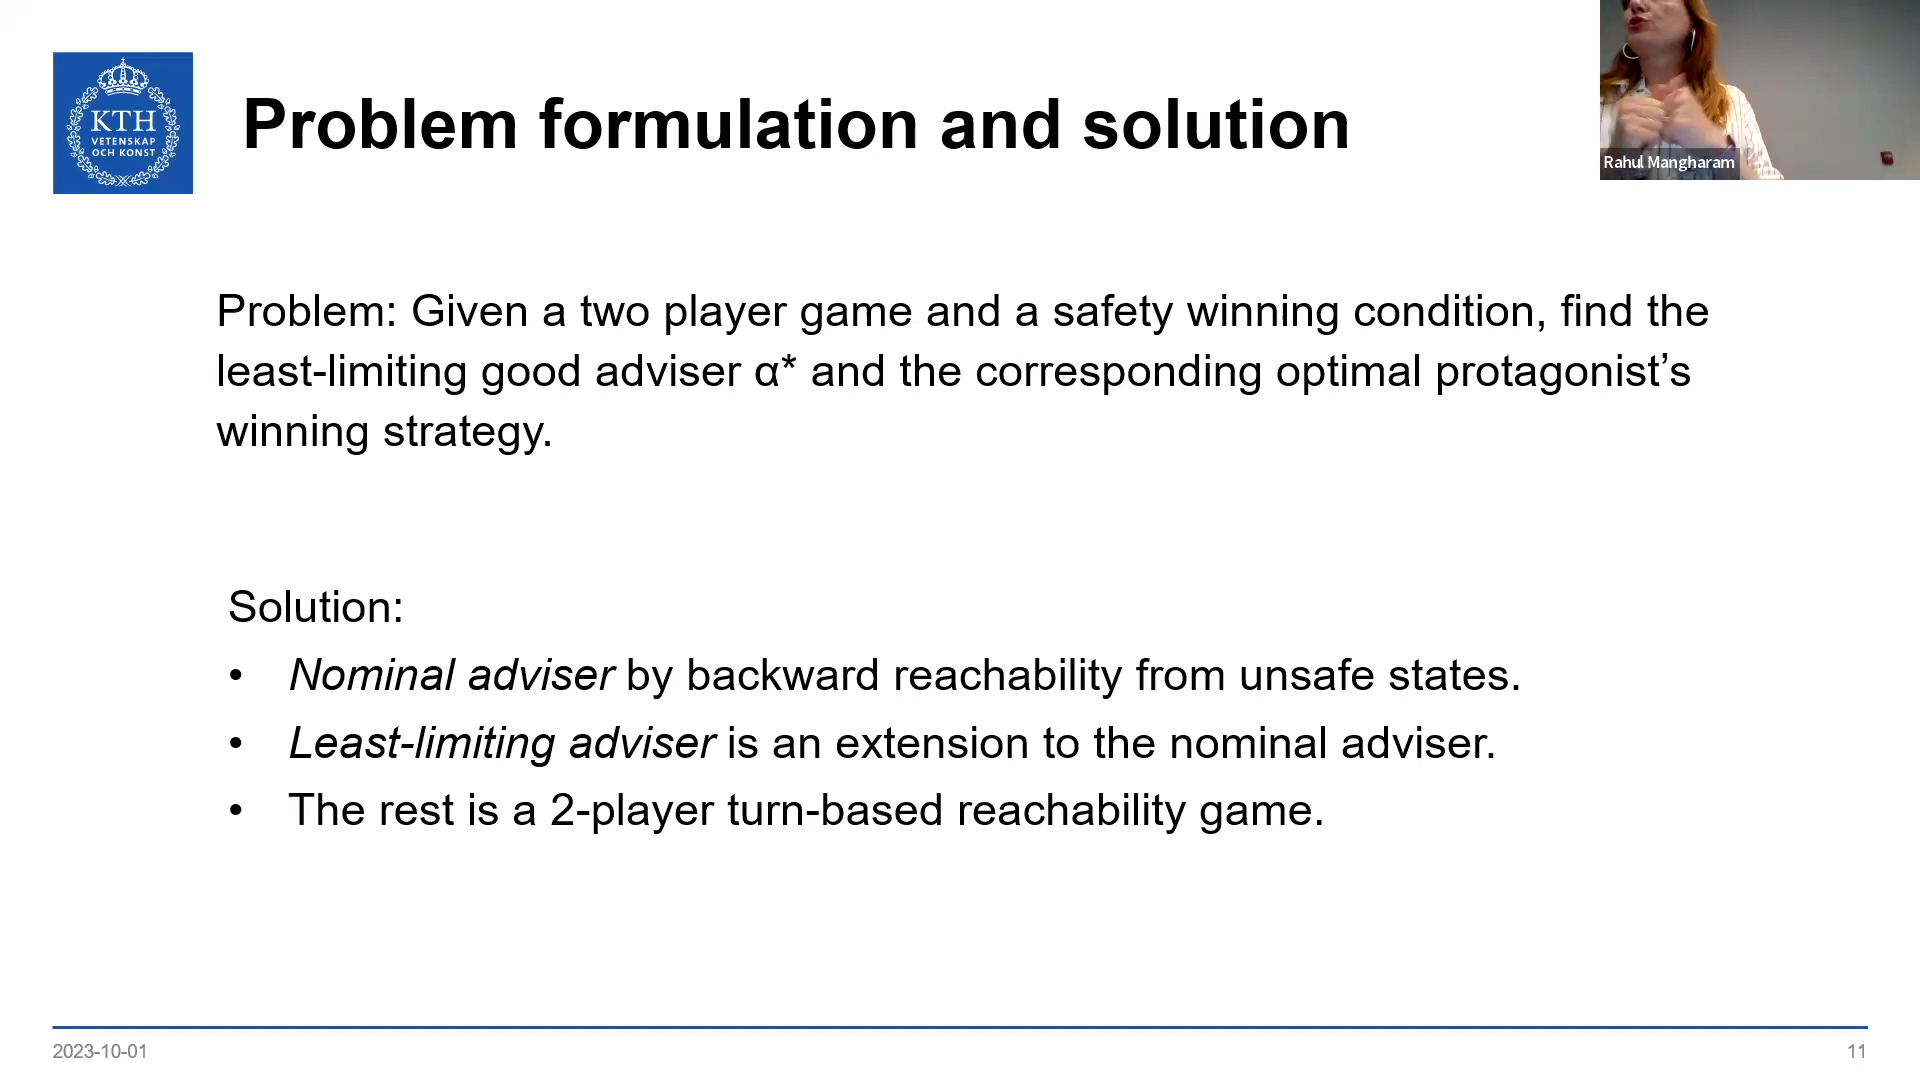 KTH
VETENSKAP
OCH KONST
Problem formulation and solution
Rahul Mangharam
Problem: Given a two player game and a safety winning condition, find the
least-limiting good adviser α* and the corresponding optimal protagonist’s
winning strategy.
Solution:
• Nominal adviser by backward reachability from unsafe states.
• Least-limiting adviser is an extension to the nominal adviser.
• The rest is a 2-player turn-based reachability game.
2023-10-01
11